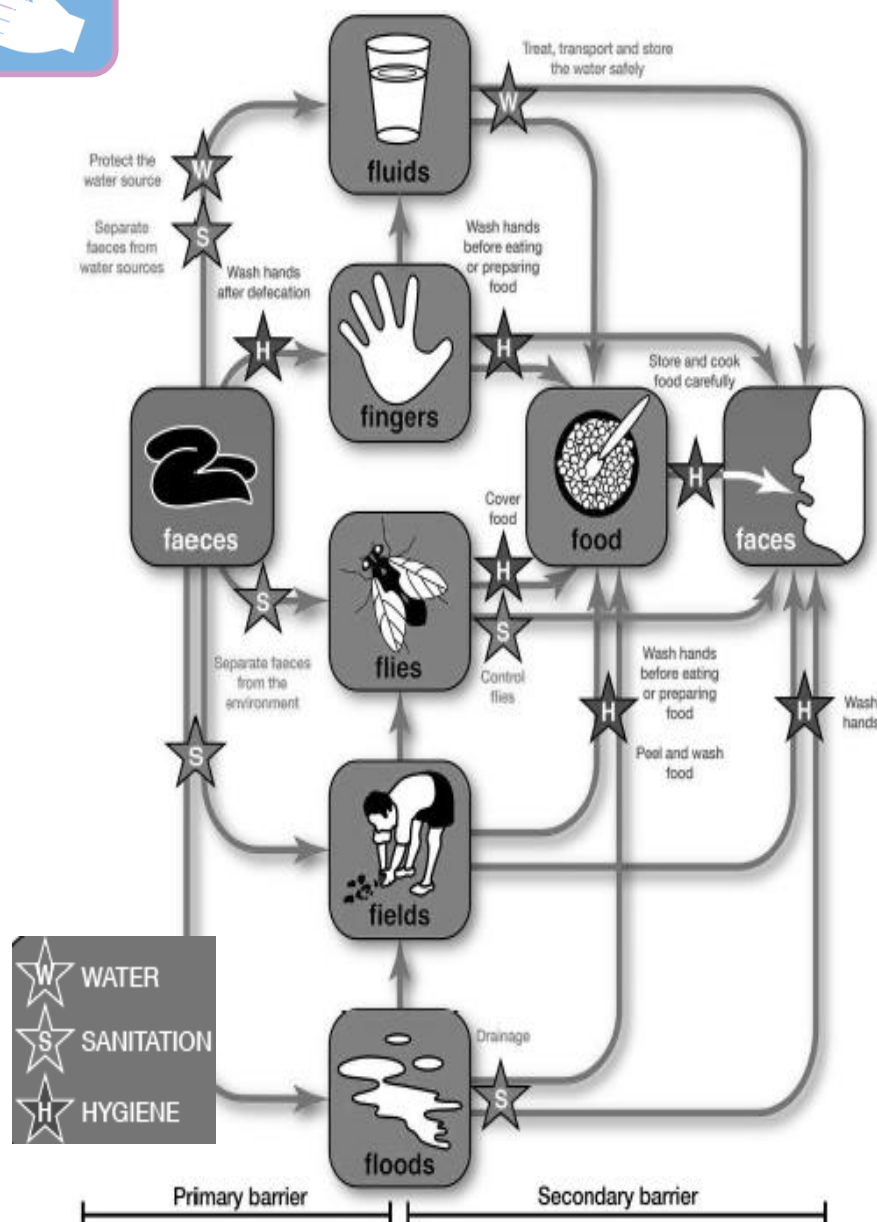 Treat, transport and store
the water safely
W
fluids
Protect the
water source
W
Separate
faeces from
water sources
S
Wash hands
after defecation
H
Wash hands
before eating
or preparing
food
H
fingers
Store and cook
food carefully
H
faeces
food
faces
Cover
food
H
S
Control
flies
flies
S
Separate faeces
from the
environment
Wash hands
before eating
or preparing
food
H
Peel and wash
food
H
Wash
hands
S
fields
W WATER
S SANITATION
H HYGIENE
Drainage
S
floods
Primary barrier
Secondary barrier